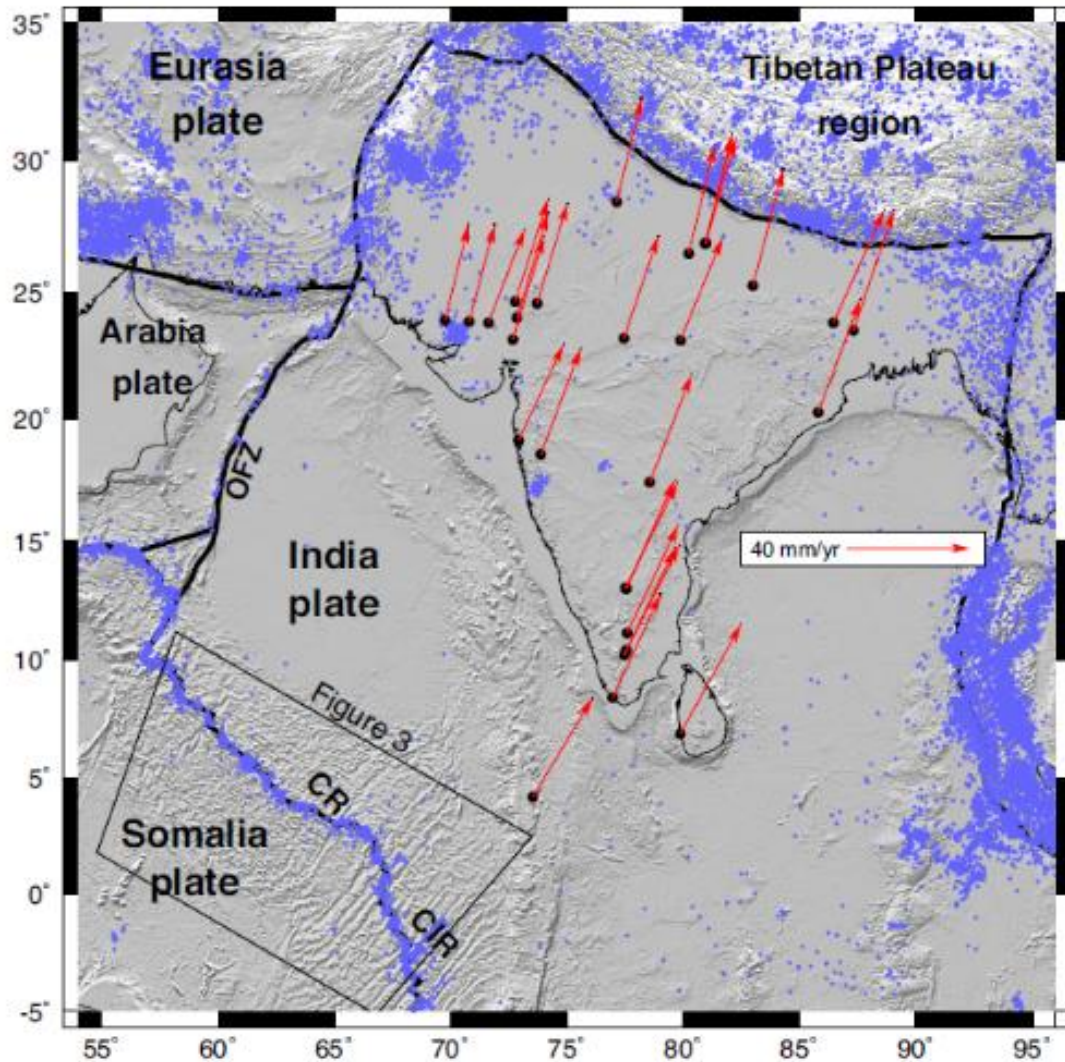 35°
30°
25°
20°
15°
10°
5°
0°
-5°
Eurasia
plate
Tibetan Plateau
region
Arabia
plate
OFZ
India
plate
40 mm/yr
Figure 3
CR
Somalia
plate
CIR
55° 60° 65° 70° 75° 80° 85° 90° 95°